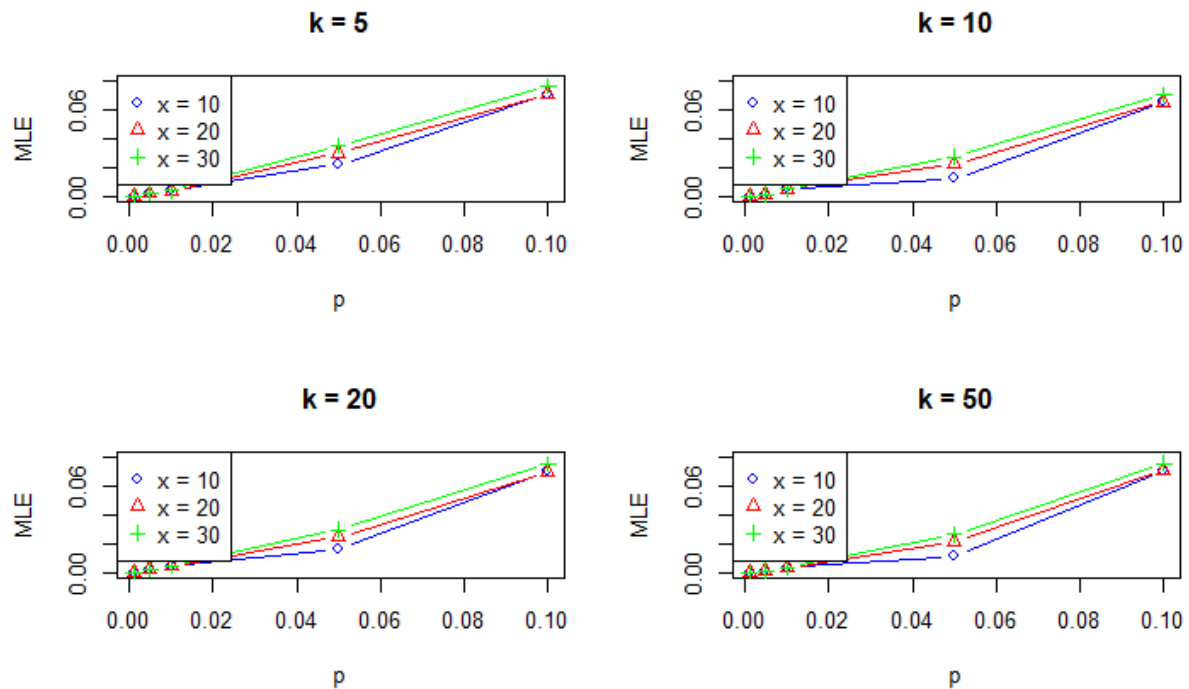 k = 5
MLE
0.06
0.00
x = 10
x = 20
x = 30
0.00 0.02 0.04 0.06 0.08 0.10
p
k = 10
MLE
0.06
0.00
x = 10
x = 20
x = 30
0.00 0.02 0.04 0.06 0.08 0.10
p
k = 20
MLE
0.06
0.00
x = 10
x = 20
x = 30
0.00 0.02 0.04 0.06 0.08 0.10
p
k = 50
MLE
0.06
0.00
x = 10
x = 20
x = 30
0.00 0.02 0.04 0.06 0.08 0.10
p